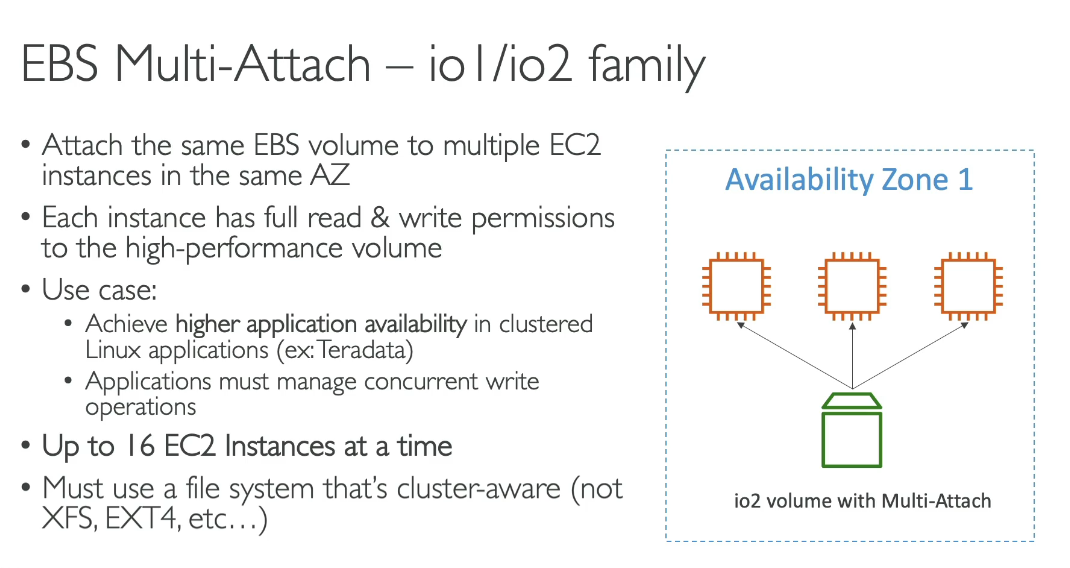 EBS Multi-Attach – io1/io2 family
• Attach the same EBS volume to multiple EC2
instances in the same AZ
• Each instance has full read & write permissions
to the high-performance volume
• Use case:
• Achieve higher application availability in clustered
Linux applications (ex: Teradata)
• Applications must manage concurrent write
operations
• Up to 16 EC2 Instances at a time
• Must use a file system that's cluster-aware (not
XFS, EXT4, etc…)
Availability Zone 1
io2 volume with Multi-Attach